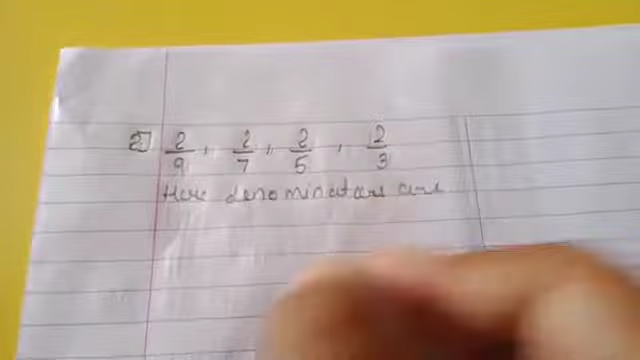 2] 2/9, 2/7, 2/5, 2/3
Here denominators are